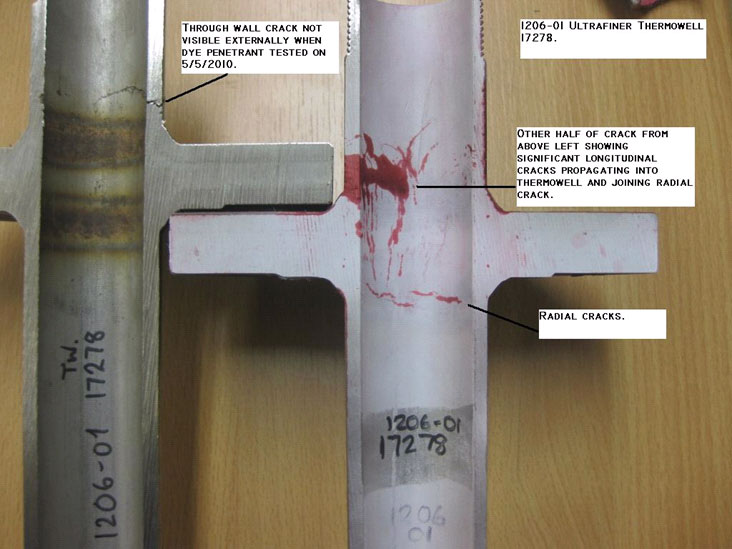 THROUGH WALL CRACK NOT
VISIBLE EXTERNALLY WHEN
DYE PENETRANT TESTED ON
5/5/2010.
1206-01 ULTRAFINER THERMOWELL
17278.
OTHER HALF OF CRACK FROM
ABOVE LEFT SHOWING
SIGNIFICANT LONGITUDINAL
CRACKS PROPAGATING INTO
THERMOWELL AND JOINING RADIAL
CRACK.
RADIAL CRACKS.
TW.
1206-01 17278
1206-01
17278
1206
01